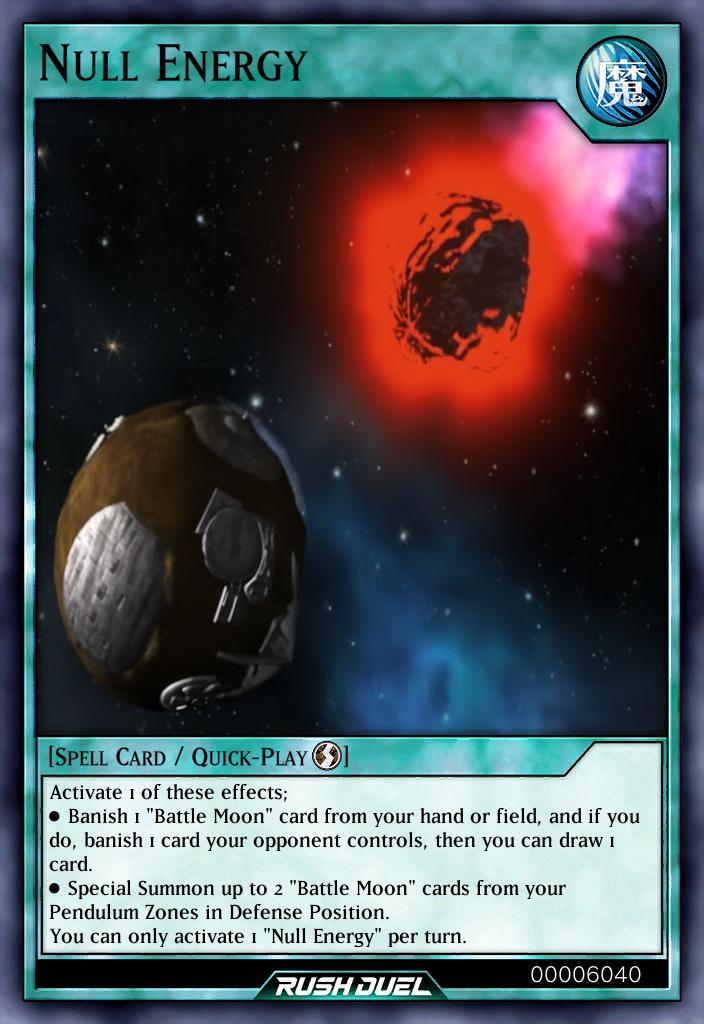 Null Energy
魔
[Spell Card / Quick-Play]
Activate 1 of these effects;
● Banish 1 "Battle Moon" card from your hand or field, and if you
do, banish 1 card your opponent controls, then you can draw 1
card.
● Special Summon up to 2 "Battle Moon" cards from your
Pendulum Zones in Defense Position.
You can only activate 1 "Null Energy" per turn.
00006040
RUSH DUEL